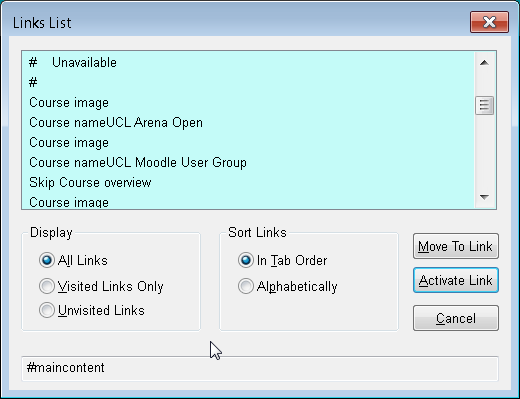 Links List
# Unavailable
#
Course image
Course nameUCL Arena Open
Course image
Course nameUCL Moodle User Group
Skip Course overview
Course image
Display
All Links
Visited Links Only
Unvisited Links
Sort Links
In Tab Order
Alphabetically
Move To Link
Activate Link
Cancel
#maincontent